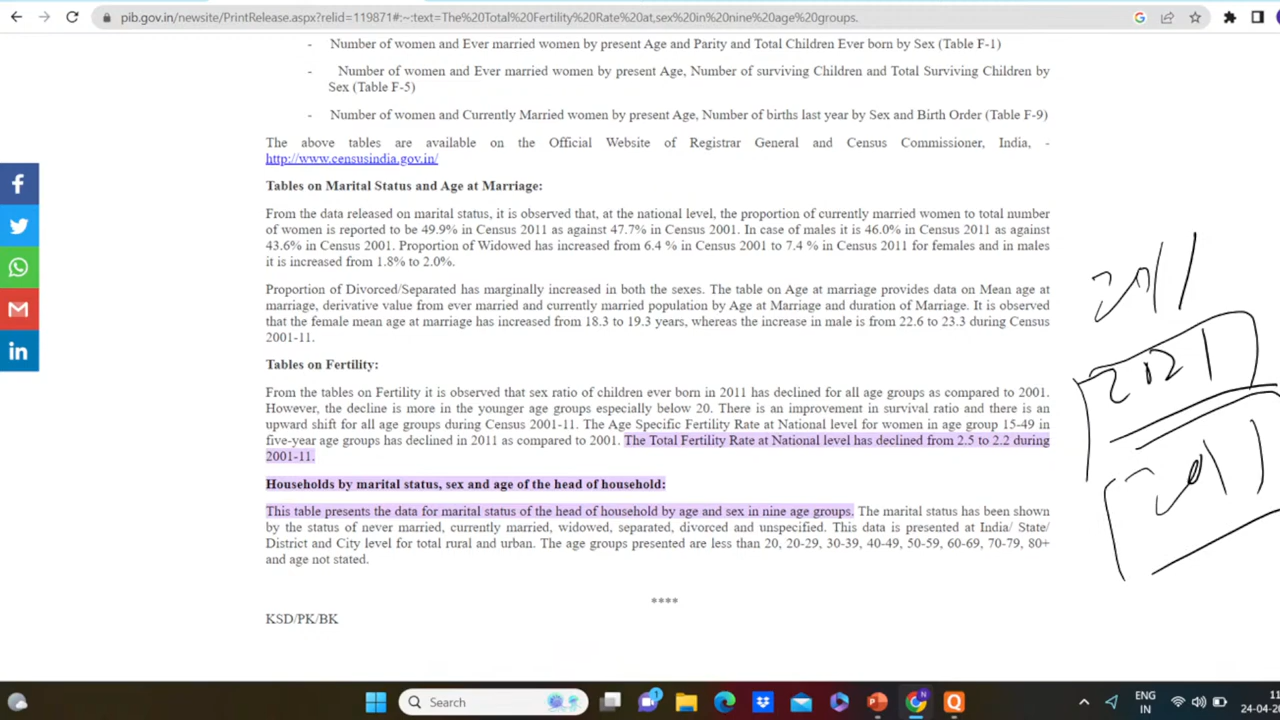 pib.gov.in/newsite/PrintRelease.aspx?relid=119871#:~:text=The%20Total%20Fertility%20Rate%20at,sex%20in%20nine%20age%20groups.
- Number of women and Ever married women by present Age and Parity and Total Children Ever born by Sex (Table F-1)
- Number of women and Ever married women by present Age, Number of surviving Children and Total Surviving Children by
Sex (Table F-5)
- Number of women and Currently Married women by present Age, Number of births last year by Sex and Birth Order (Table F-9)
The above tables are available on the Official Website of Registrar General and Census Commissioner, India, -
http://www.censusindia.gov.in/
Tables on Marital Status and Age at Marriage:
From the data released on marital status, it is observed that, at the national level, the proportion of currently married women to total number
of women is reported to be 49.9% in Census 2011 as against 47.7% in Census 2001. In case of males it is 46.0% in Census 2011 as against
43.6% in Census 2001. Proportion of Widowed has increased from 6.4 % in Census 2001 to 7.4 % in Census 2011 for females and in males
it is increased from 1.8% to 2.0%.
Proportion of Divorced/Separated has marginally increased in both the sexes. The table on Age at marriage provides data on Mean age at
marriage, derivative value from ever married and currently married population by Age at Marriage and duration of Marriage. It is observed
that the female mean age at marriage has increased from 18.3 to 19.3 years, whereas the increase in male is from 22.6 to 23.3 during Census
2001-11.
Tables on Fertility:
From the tables on Fertility it is observed that sex ratio of children ever born in 2011 has declined for all age groups as compared to 2001.
However, the decline is more in the younger age groups especially below 20. There is an improvement in survival ratio and there is an
upward shift for all age groups during Census 2001-11. The Age Specific Fertility Rate at National level for women in age group 15-49 in
five-year age groups has declined in 2011 as compared to 2001. The Total Fertility Rate at National level has declined from 2.5 to 2.2 during
2001-11.
Households by marital status, sex and age of the head of household:
This table presents the data for marital status of the head of household by age and sex in nine age groups. The marital status has been shown
by the status of never married, currently married, widowed, separated, divorced and unspecified. This data is presented at India/ State/
District and City level for total rural and urban. The age groups presented are less than 20, 20-29, 30-39, 40-49, 50-59, 60-69, 70-79, 80+
and age not stated.
****
KSD/PK/BK
2011
2021
2011
Search
1
ENG
IN
11
24-04-20